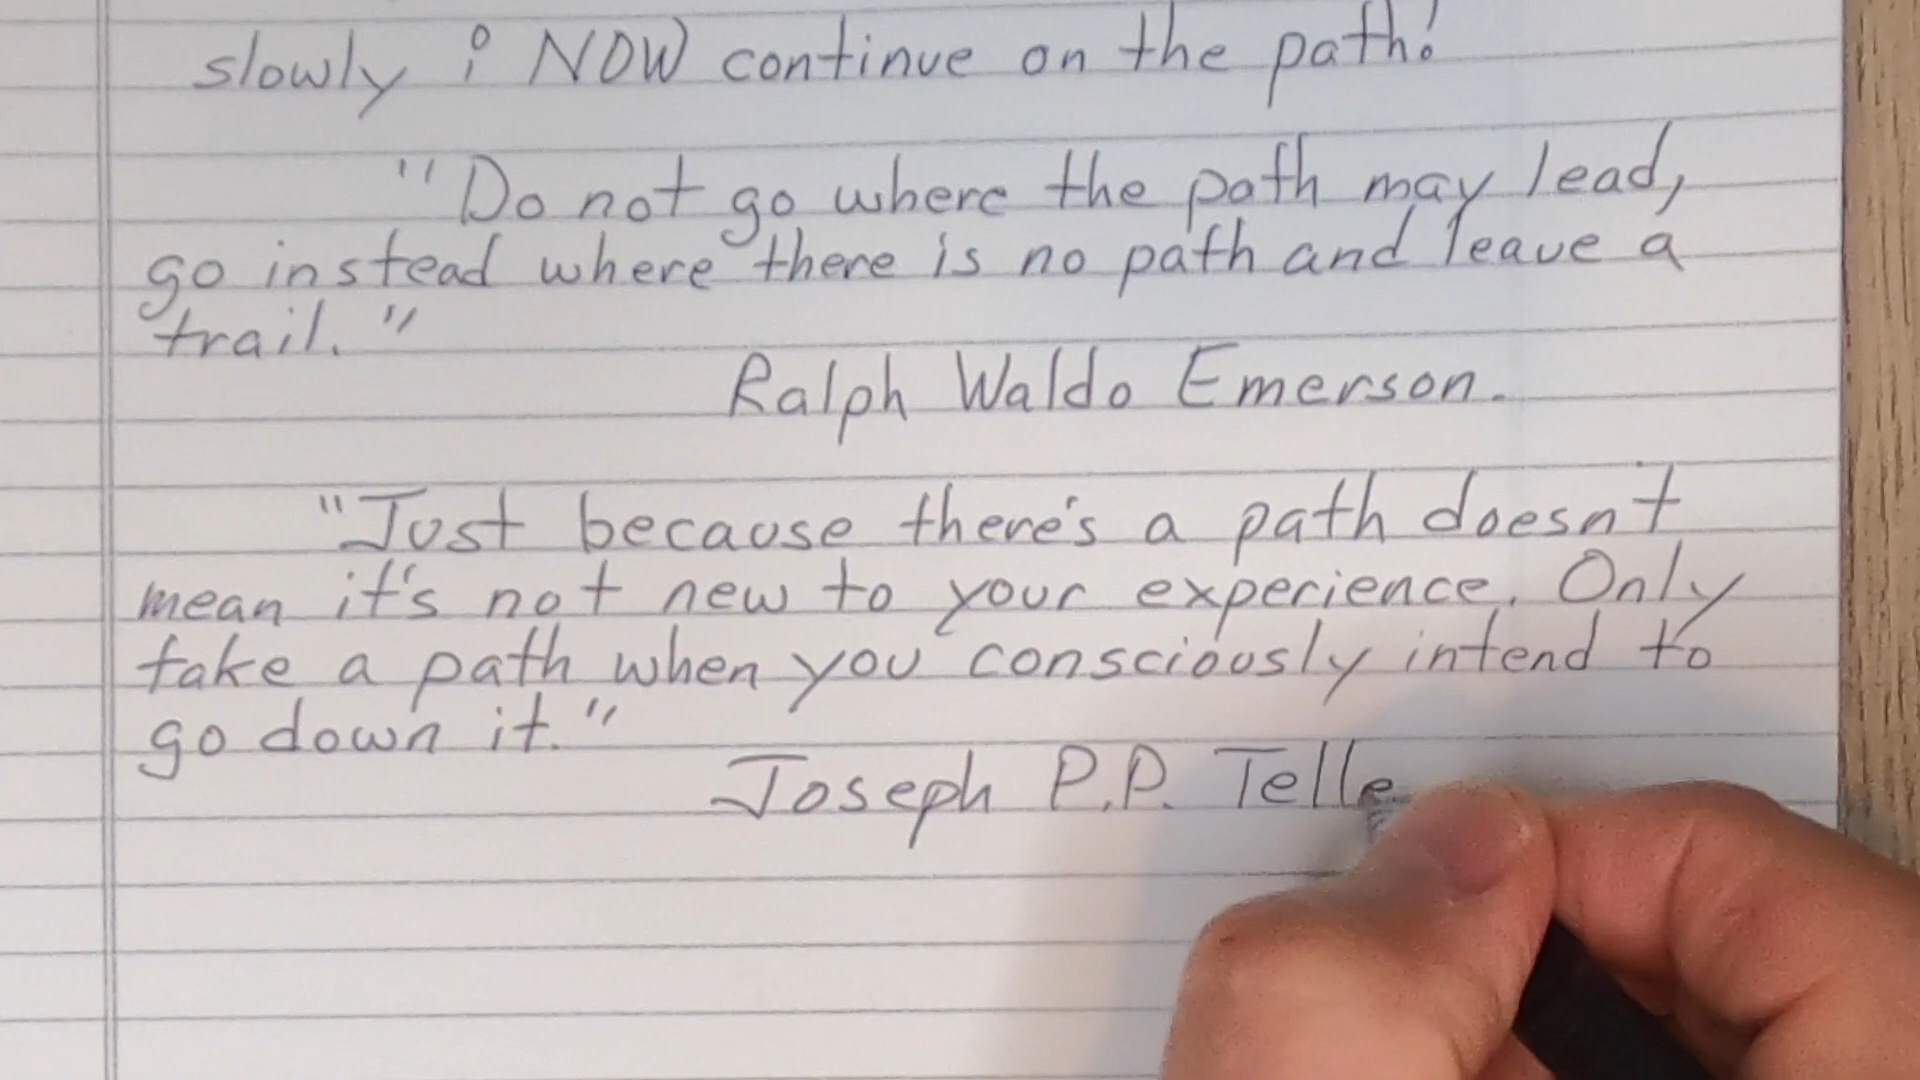 slowly ; NOW continue on the path!
"Do not go where the path may lead,
go instead where there is no path and leave a
trail."
Ralph Waldo Emerson.
"Just because there's a path doesnt
mean it's not new to your experience. Only
take a path when you consciously intend to
go down it."
Joseph P.P. Telle